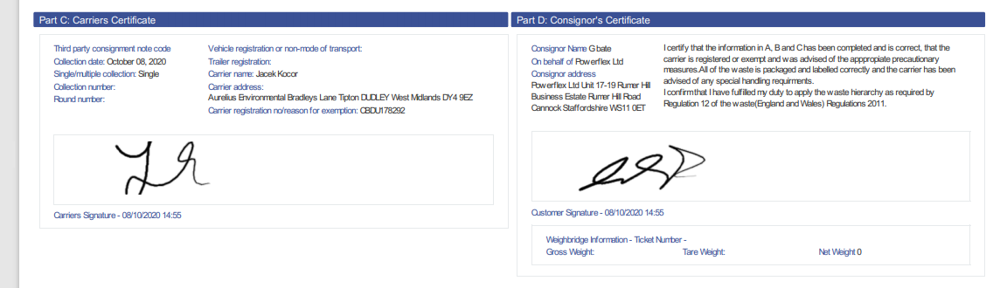 Part C: Carriers Certificate
Third party consignment note code
Collection date: October 08, 2020
Single/multiple collection: Single
Collection number:
Round number:
Vehicle registration or non-mode of transport:
Trailer registration:
Carrier name: Jacek Kocor
Carrier address:
Aurelius Environmental Bradleys Lane Tipton DUDLEY West Midlands DY4 9EZ
Carrier registration no/reason for exemption: CBDU178292
Carriers Signature - 08/10/2020 14:55
Part D: Consignor's Certificate
Consignor Name G bate
On behalf of Powerflex Ltd
Consignor address
Powerflex Ltd Unit 17-19 Rumer Hill
Business Estate Rumer Hill Road
Cannock Staffordshire WS11 0ET
I certify that the information in A, B and C has been completed and is correct, that the
carrier is registered or exempt and was advised of the appropriate precautionary
measures.All of the waste is packaged and labelled correctly and the carrier has been
advised of any special handling requirments.
I confirm that I have fulfilled my duty to apply the waste hierarchy as required by
Regulation 12 of the waste(England and Wales) Regulations 2011.
Customer Signature - 08/10/2020 14:55
Weighbridge Information - Ticket Number -
Gross Weight:
Tare Weight:
Net Weight 0